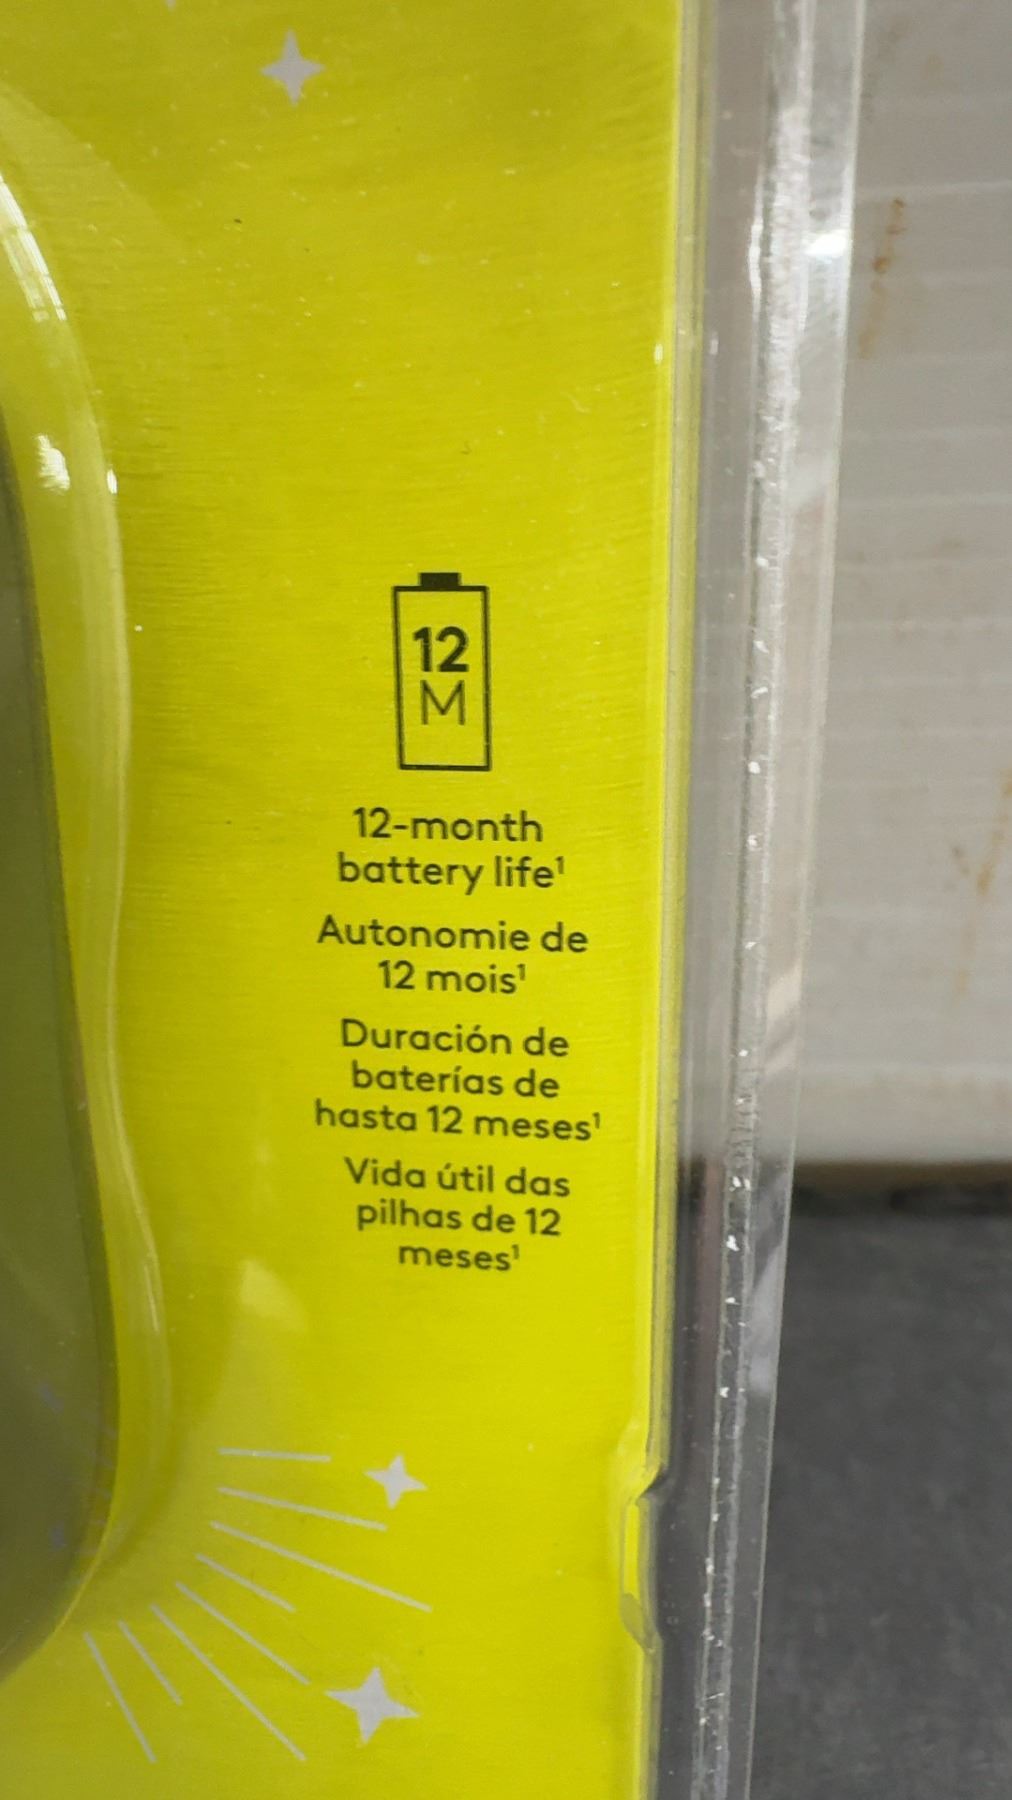 12
M
12-month
battery life¹
Autonomie de
12 mois¹
Duración de
baterías de
hasta 12 meses¹
Vida útil das
pilhas de 12
meses¹